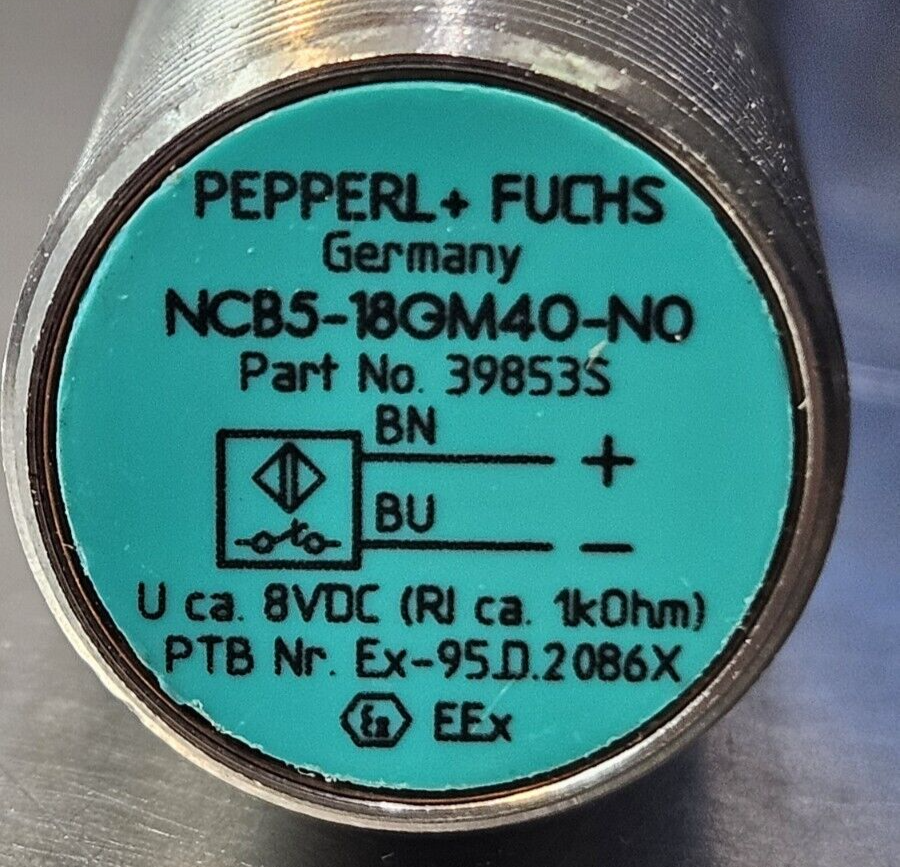 PEPPERL + FUCHS
Germany
NCB5-18GM40-N0
Part No. 39853S
BN
+
BU
−
U ca. 8VDC (RI ca. 1kOhm)
PTB Nr. Ex-95.D.2086X
Ex EEx